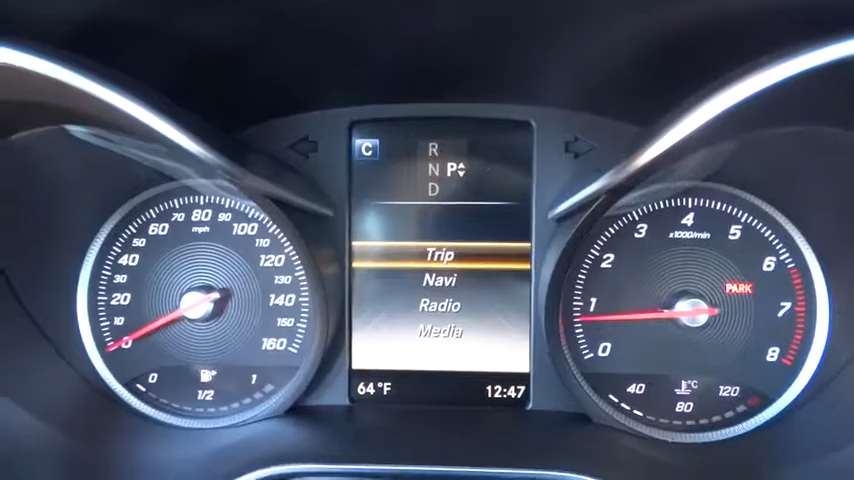 C
R
N P
D
Trip
Navi
Radio
Media
64°F 12:47
mph
0
10
20
30
40
50
60
70
80
90
100
110
120
130
140
150
160
0 1/2 1
x1000/min
0
1
2
3
4
5
6
7
8
PARK
°C
40 80 120